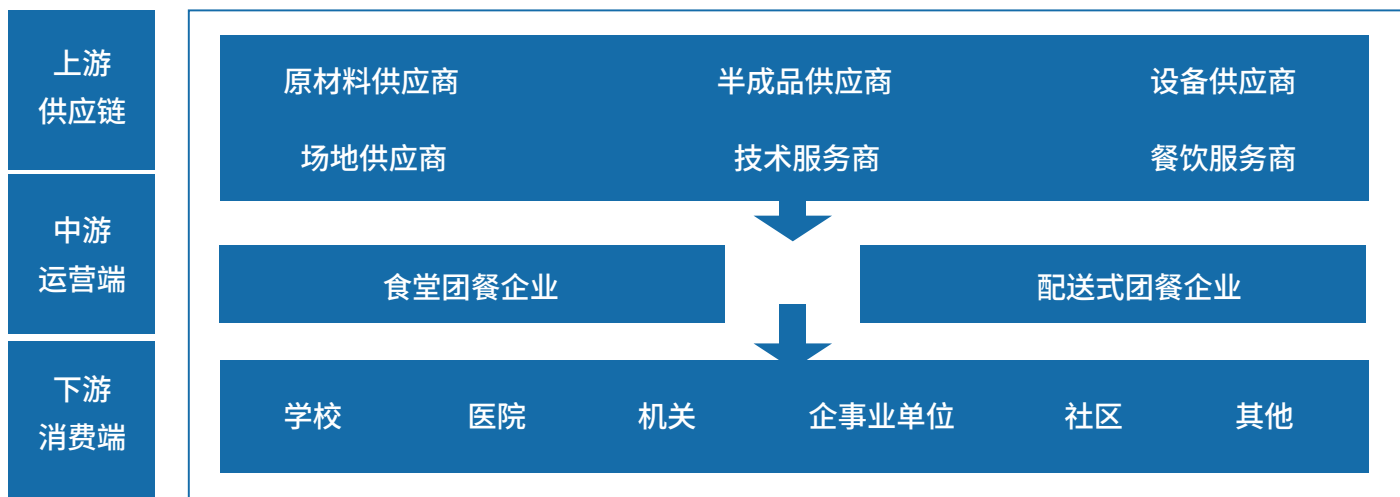 上游
供应链
原材料供应商 半成品供应商 设备供应商
场地供应商 技术服务商 餐饮服务商
中游
运营端
食堂团餐企业 配送式团餐企业
下游
消费端
学校 医院 机关 企事业单位 社区 其他